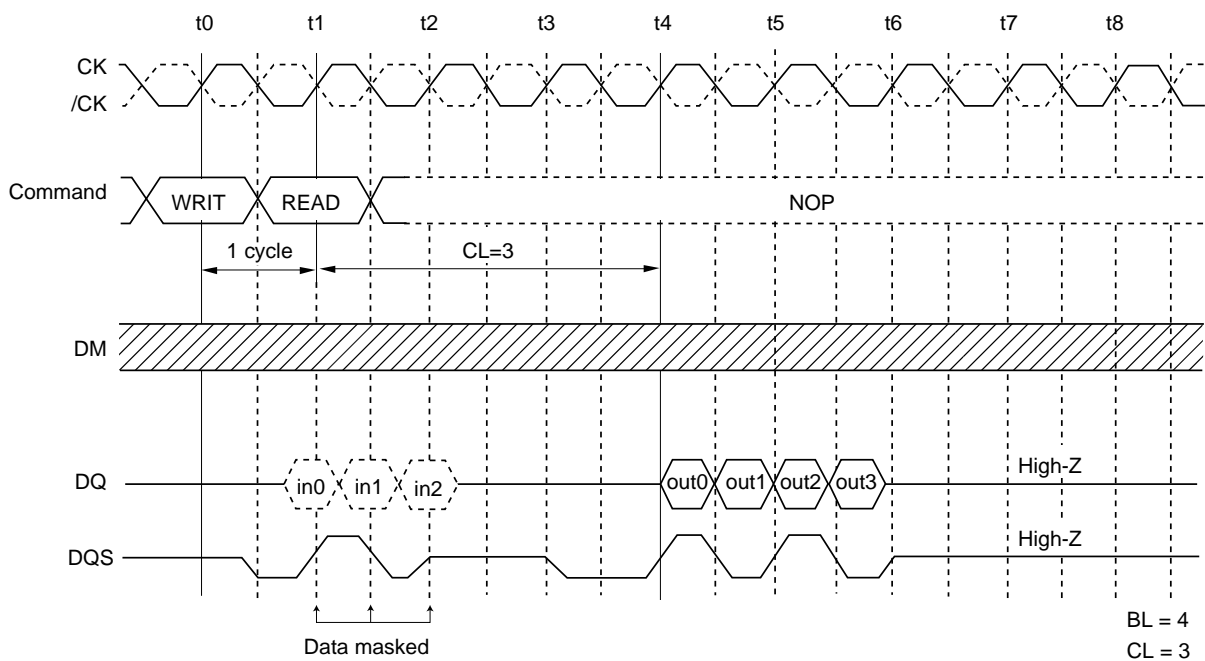 t0 t1 t2 t3 t4 t5 t6 t7 t8
CK
/CK
Command WRIT READ NOP
1 cycle CL=3
DM
DQ in0 in1 in2 out0 out1 out2 out3 High-Z
DQS High-Z
Data masked
BL = 4
CL = 3